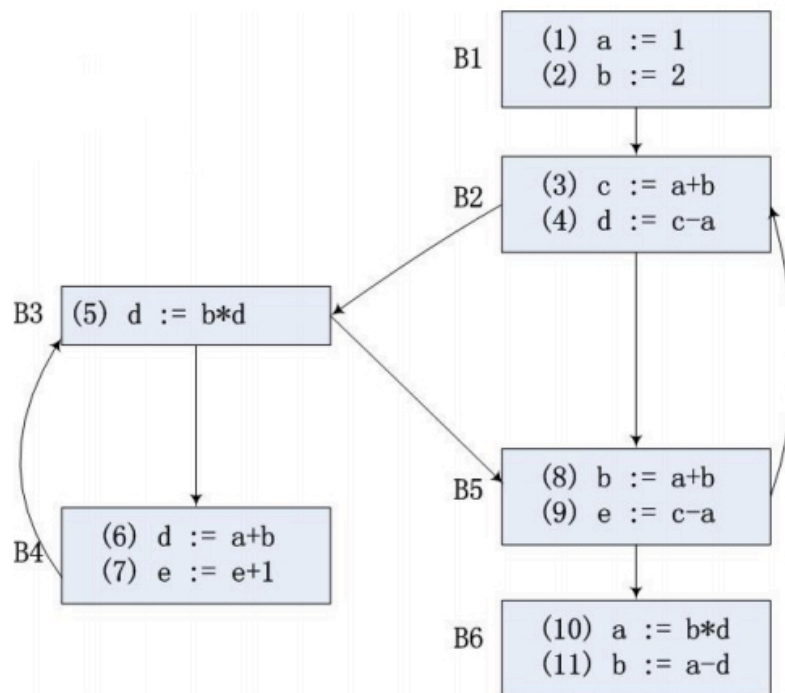 B1
(1) a := 1
(2) b := 2
B2
(3) c := a+b
(4) d := c-a
B3
(5) d := b*d
B4
(6) d := a+b
(7) e := e+1
B5
(8) b := a+b
(9) e := c-a
B6
(10) a := b*d
(11) b := a-d